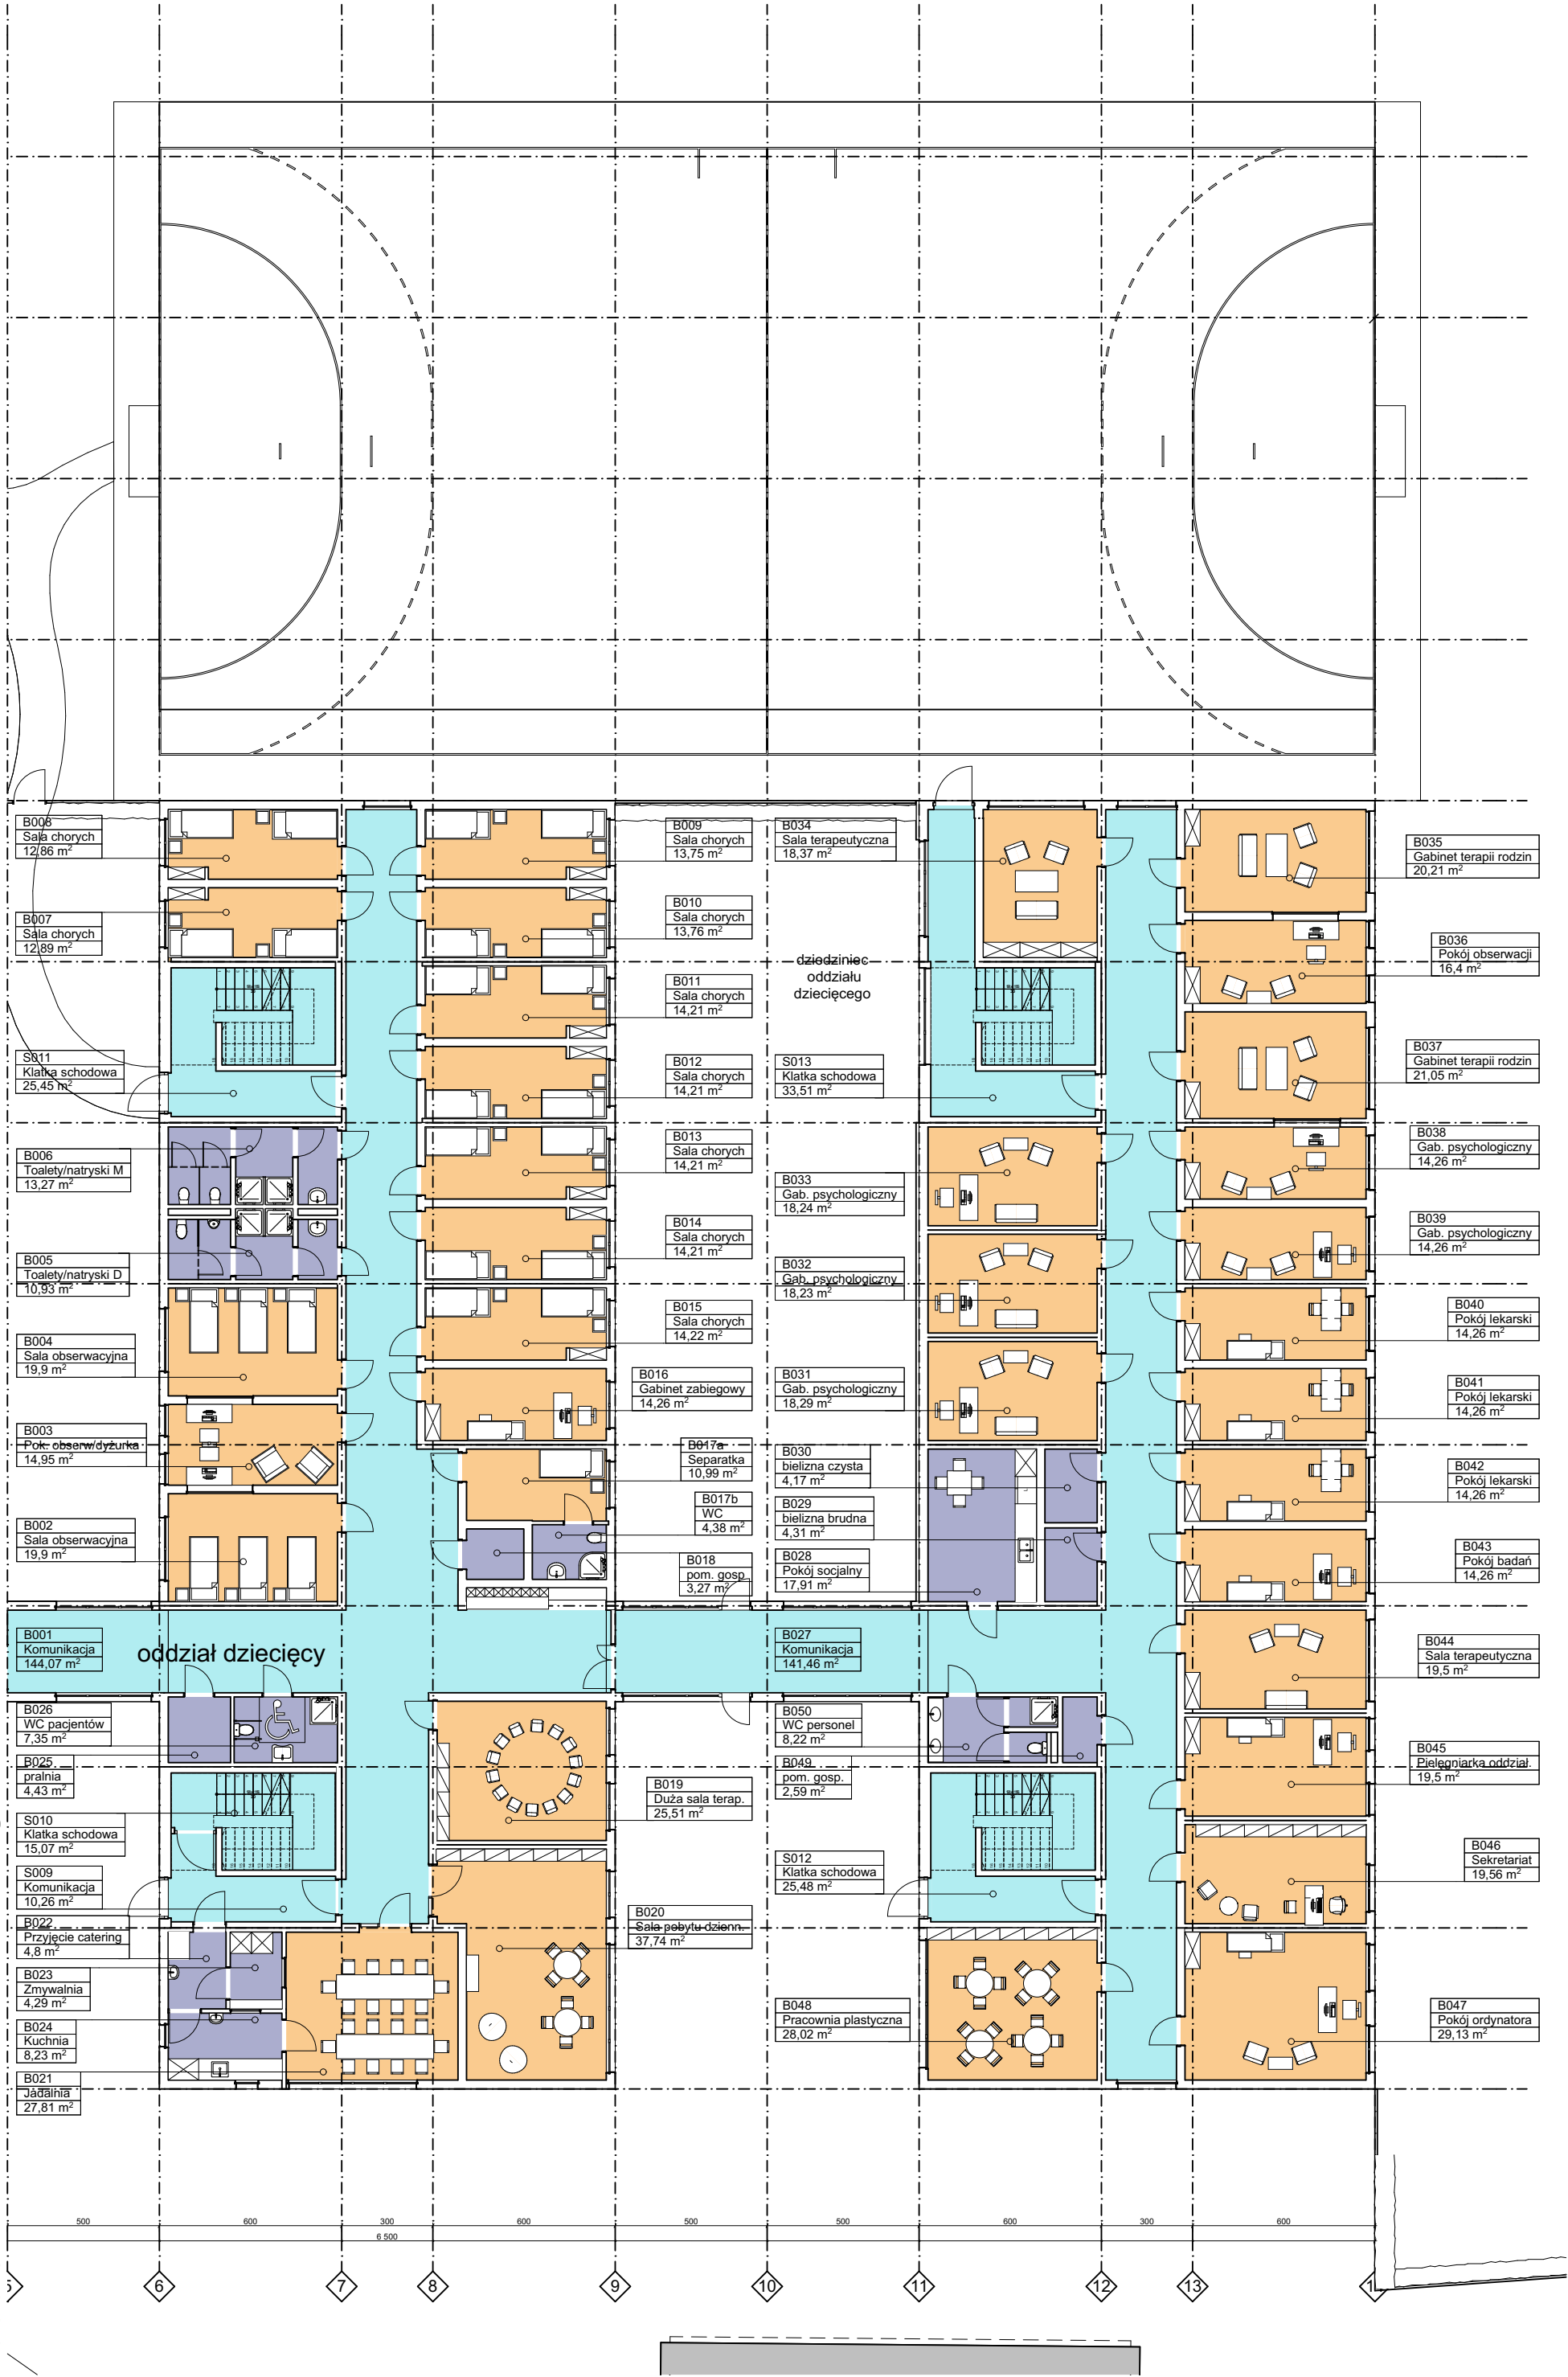 B008
Sala chorych
12,86 m²
B007
Sala chorych
12,89 m²
S011
Klatka schodowa
25,45 m²
B006
Toalety/natryski M
13,27 m²
B005
Toalety/natryski D
10,93 m²
B004
Sala obserwacyjna
19,9 m²
B003
Pok. obserw/dyżurka
14,95 m²
B002
Sala obserwacyjna
19,9 m²
B001
Komunikacja
144,07 m²
oddział dziecięcy
B026
WC pacjentów
7,35 m²
B025
pralnia
4,43 m²
S010
Klatka schodowa
15,07 m²
S009
Komunikacja
10,26 m²
B022
Przyjęcie catering
4,8 m²
B023
Zmywalnia
4,29 m²
B024
Kuchnia
8,23 m²
B021
Jadalnia
27,81 m²
B009
Sala chorych
13,75 m²
B010
Sala chorych
13,76 m²
B011
Sala chorych
14,21 m²
B012
Sala chorych
14,21 m²
B013
Sala chorych
14,21 m²
B014
Sala chorych
14,21 m²
B015
Sala chorych
14,22 m²
B016
Gabinet zabiegowy
14,26 m²
B017a
Separatka
10,99 m²
B017b
WC
4,38 m²
B018
pom. gosp
3,27 m²
B019
Duża sala terap.
25,51 m²
B020
Sala pobytu dzienn.
37,74 m²
B034
Sala terapeutyczna
18,37 m²
dziedziniec
oddziału
dziecięcego
S013
Klatka schodowa
33,51 m²
B033
Gab. psychologiczny
18,24 m²
B032
Gab. psychologiczny
18,23 m²
B031
Gab. psychologiczny
18,29 m²
B030
bielizna czysta
4,17 m²
B029
bielizna brudna
4,31 m²
B028
Pokój socjalny
17,91 m²
B027
Komunikacja
141,46 m²
B050
WC personel
8,22 m²
B049
pom. gosp.
2,59 m²
S012
Klatka schodowa
25,48 m²
B048
Pracownia plastyczna
28,02 m²
B035
Gabinet terapii rodzin
20,21 m²
B036
Pokój obserwacji
16,4 m²
B037
Gabinet terapii rodzin
21,05 m²
B038
Gab. psychologiczny
14,26 m²
B039
Gab. psychologiczny
14,26 m²
B040
Pokój lekarski
14,26 m²
B041
Pokój lekarski
14,26 m²
B042
Pokój lekarski
14,26 m²
B043
Pokój badań
14,26 m²
B044
Sala terapeutyczna
19,5 m²
B045
Pielęgniarka oddział.
19,5 m²
B046
Sekretariat
19,56 m²
B047
Pokój ordynatora
29,13 m²
500 600 300 600 500 500 600 300 600
6 500
6 7 8 9 10 11 12 13